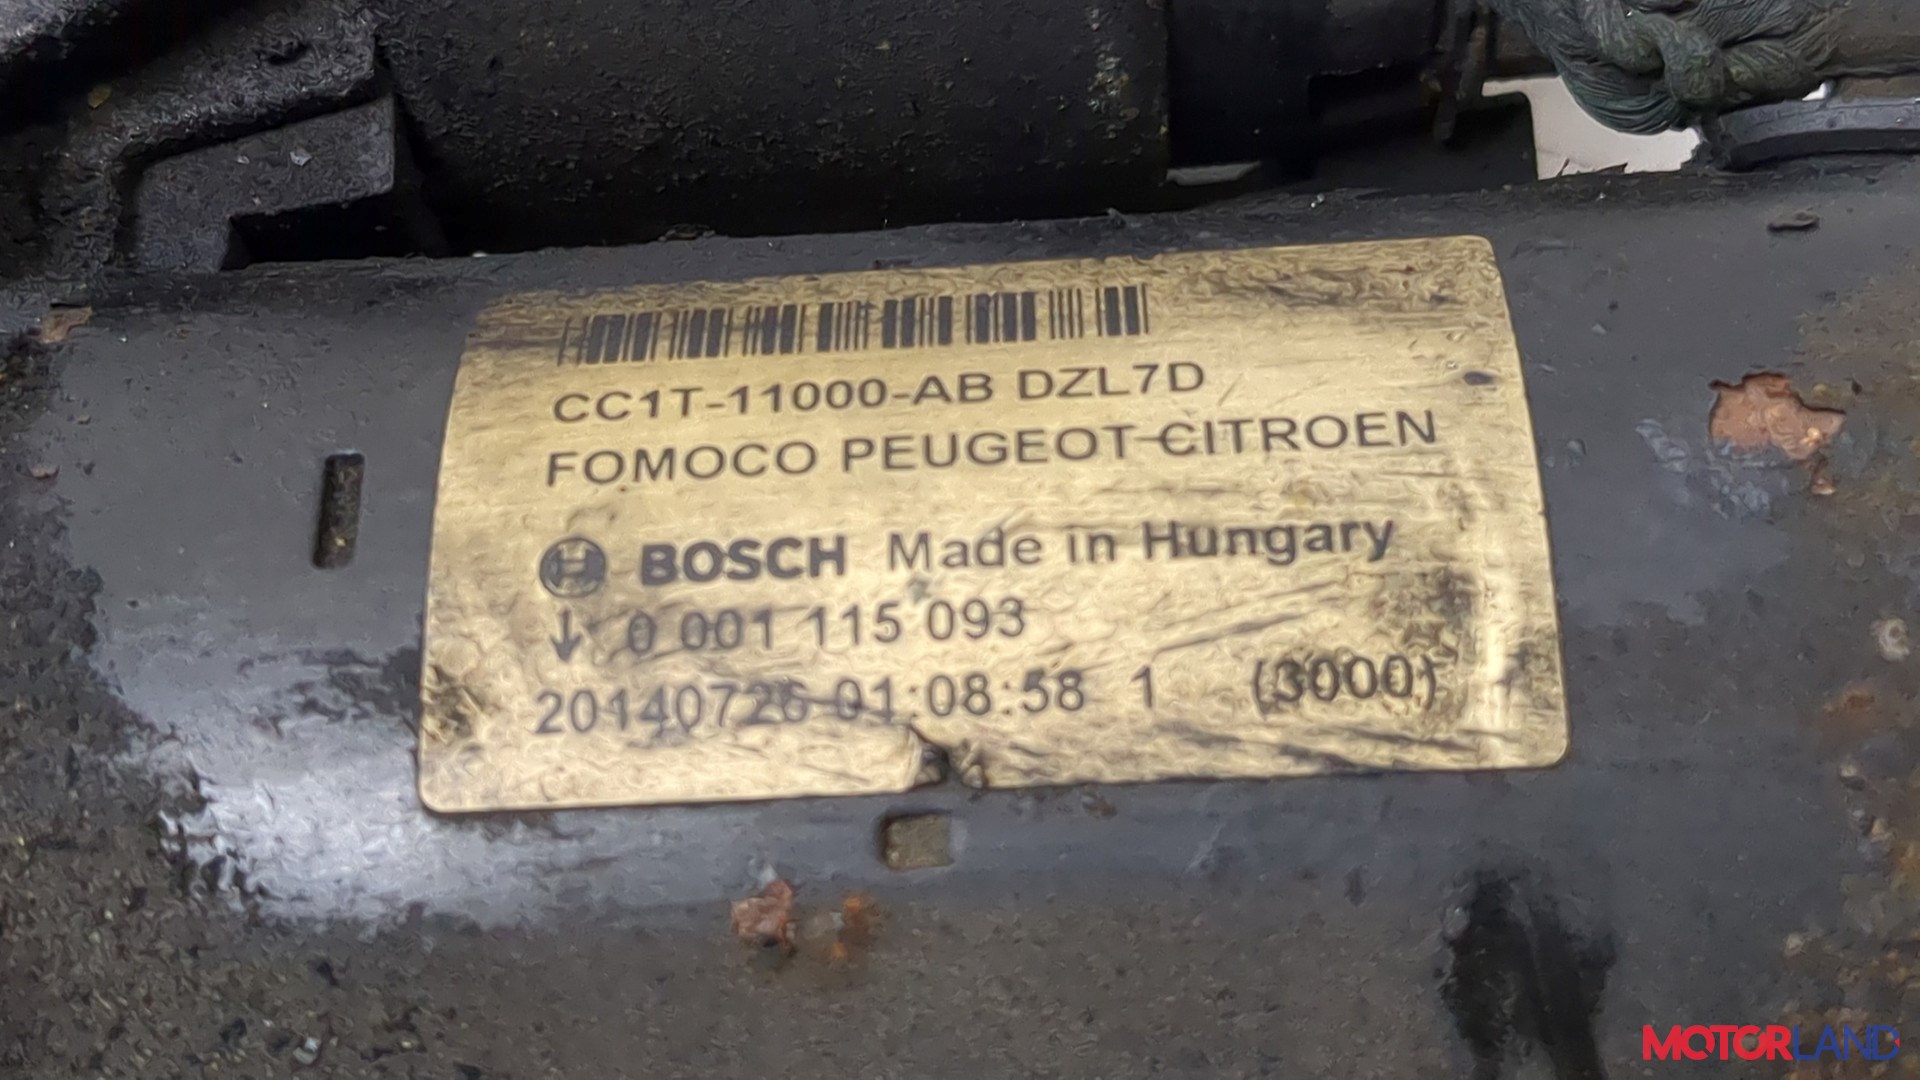 CC1T-11000-AB DZL7D
FOMOCO PEUGEOT-CITROEN
BOSCH Made in Hungary
↓ 0 001 115 093
20140726 01:08:58 1 (3000)
MOTORLAND